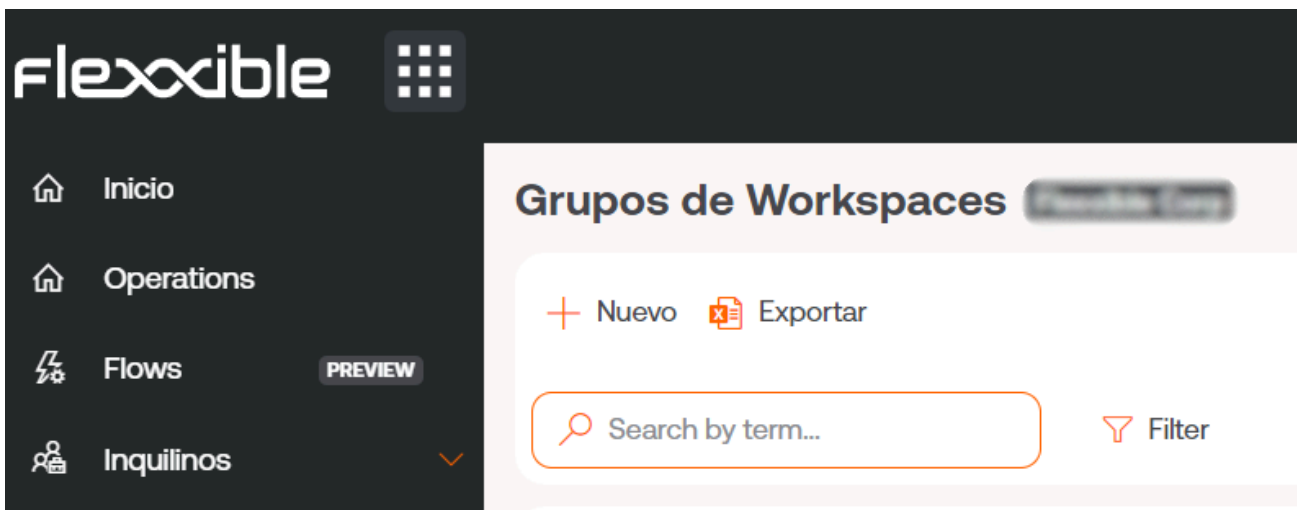 flexxible
Inicio
Operations
Flows PREVIEW
Inquilinos
Grupos de Workspaces
Nuevo Exportar
Search by term... Filter